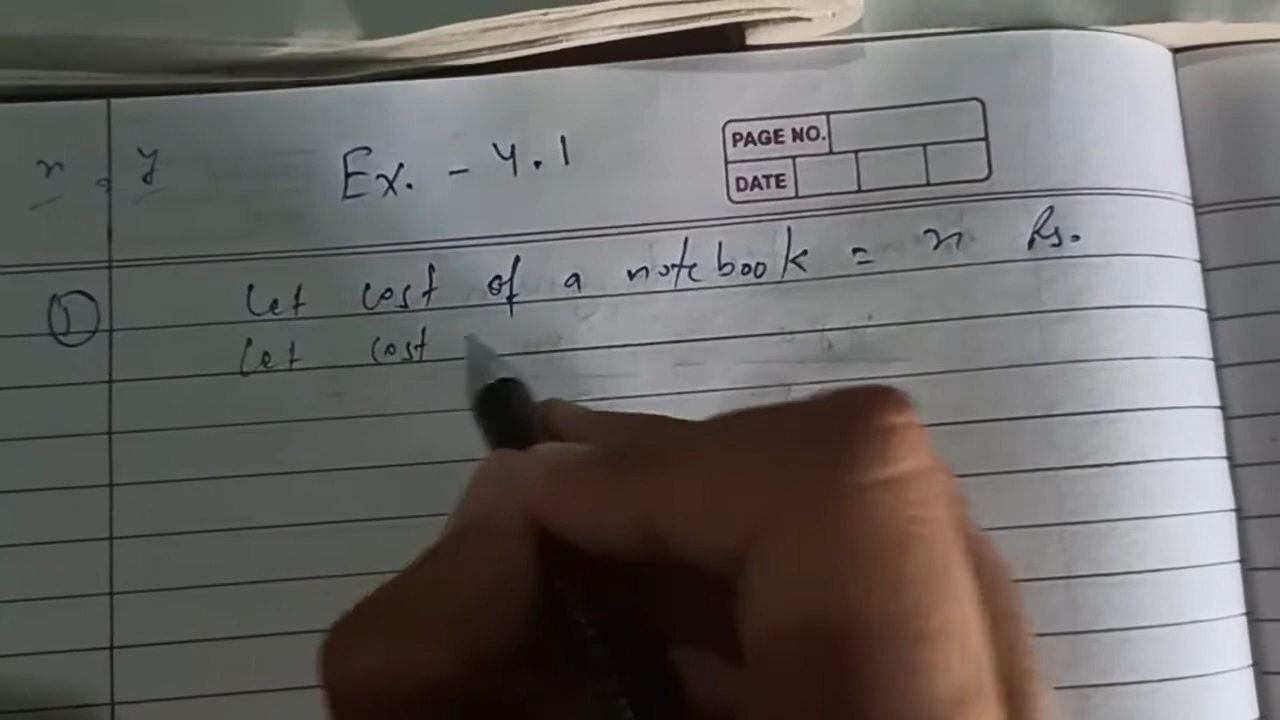 x, y
Ex. - 4.1
PAGE NO.
DATE
① Let cost of a notebook = x Rs.
Let cost